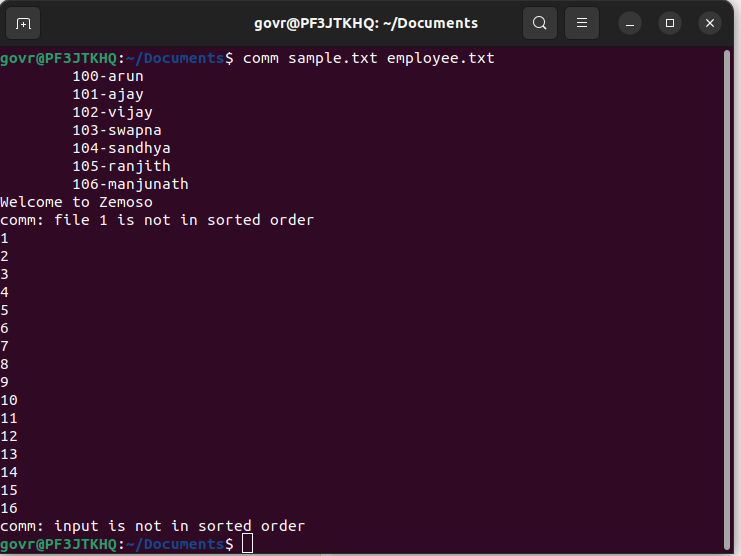 govr@PF3JTKHQ: ~/Documents
govr@PF3JTKHQ:~/Documents$ comm sample.txt employee.txt
100-arun
101-ajay
102-vijay
103-swapna
104-sandhya
105-ranjith
106-manjunath
Welcome to Zemoso
comm: file 1 is not in sorted order
1
2
3
4
5
6
7
8
9
10
11
12
13
14
15
16
comm: input is not in sorted order
govr@PF3JTKHQ:~/Documents$